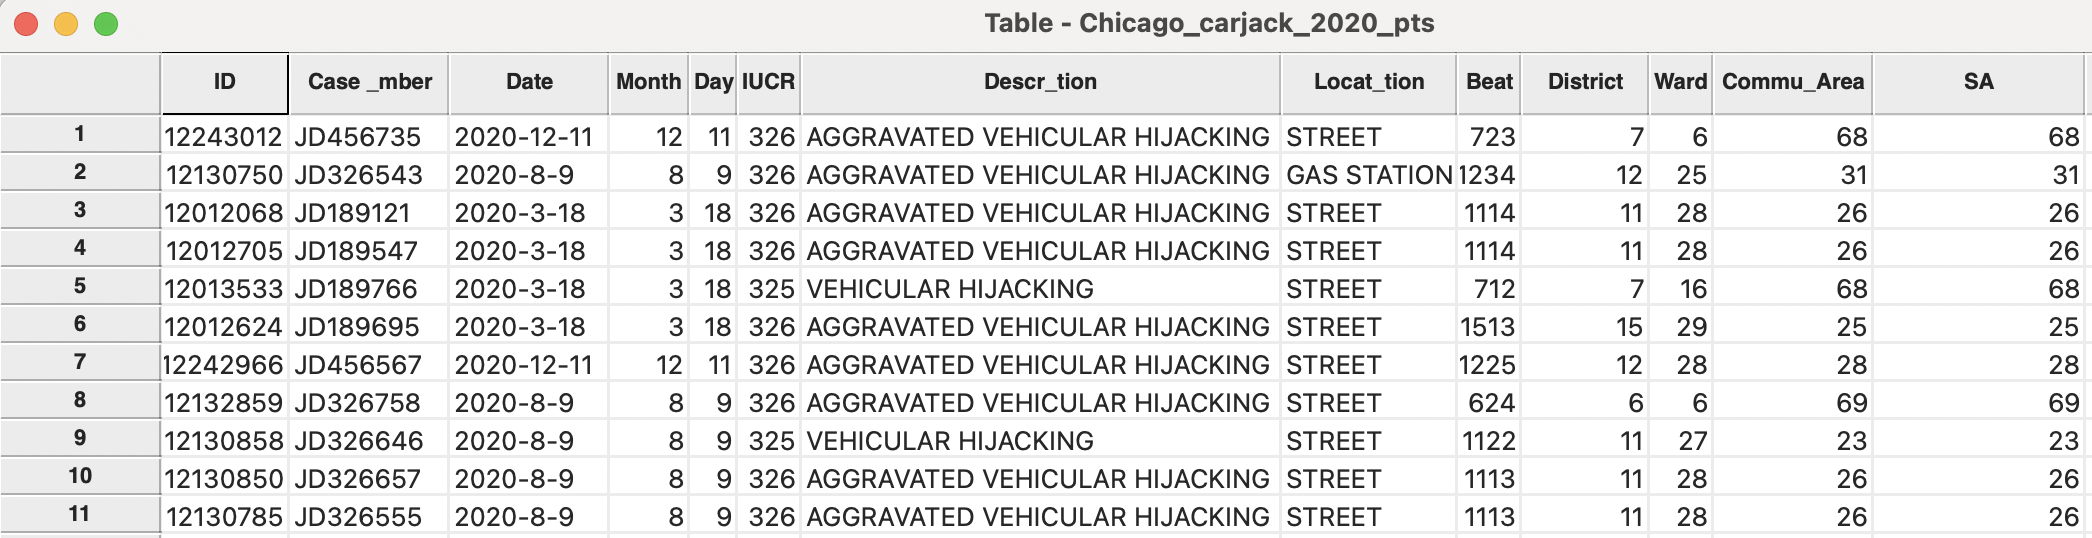 Table - Chicago_carjack_2020_pts
ID Case _mber Date Month Day IUCR Descr_tion Locat_tion Beat District Ward Commu_Area SA
1 12243012 JD456735 2020-12-11 12 11 326 AGGRAVATED VEHICULAR HIJACKING STREET 723 7 6 68 68
2 12130750 JD326543 2020-8-9 8 9 326 AGGRAVATED VEHICULAR HIJACKING GAS STATION 1234 12 25 31 31
3 12012068 JD189121 2020-3-18 3 18 326 AGGRAVATED VEHICULAR HIJACKING STREET 1114 11 28 26 26
4 12012705 JD189547 2020-3-18 3 18 326 AGGRAVATED VEHICULAR HIJACKING STREET 1114 11 28 26 26
5 12013533 JD189766 2020-3-18 3 18 325 VEHICULAR HIJACKING STREET 712 7 16 68 68
6 12012624 JD189695 2020-3-18 3 18 326 AGGRAVATED VEHICULAR HIJACKING STREET 1513 15 29 25 25
7 12242966 JD456567 2020-12-11 12 11 326 AGGRAVATED VEHICULAR HIJACKING STREET 1225 12 28 28 28
8 12132859 JD326758 2020-8-9 8 9 326 AGGRAVATED VEHICULAR HIJACKING STREET 624 6 6 69 69
9 12130858 JD326646 2020-8-9 8 9 325 VEHICULAR HIJACKING STREET 1122 11 27 23 23
10 12130850 JD326657 2020-8-9 8 9 326 AGGRAVATED VEHICULAR HIJACKING STREET 1113 11 28 26 26
11 12130785 JD326555 2020-8-9 8 9 326 AGGRAVATED VEHICULAR HIJACKING STREET 1113 11 28 26 26